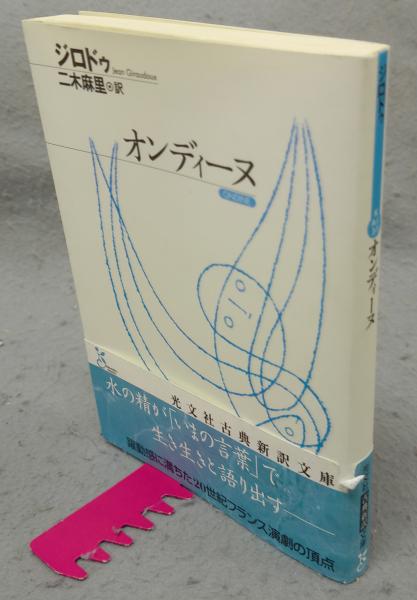 ジロドゥ
Jean Giraudoux
二木麻里◎訳
オンディーヌ
Ondine
光文社古典新訳文庫
水の精が「いまの言葉」で
生き生きと語り出す――
躍動感に満ちた20世紀フランス演劇の頂点
ジロドゥ
オンディーヌ